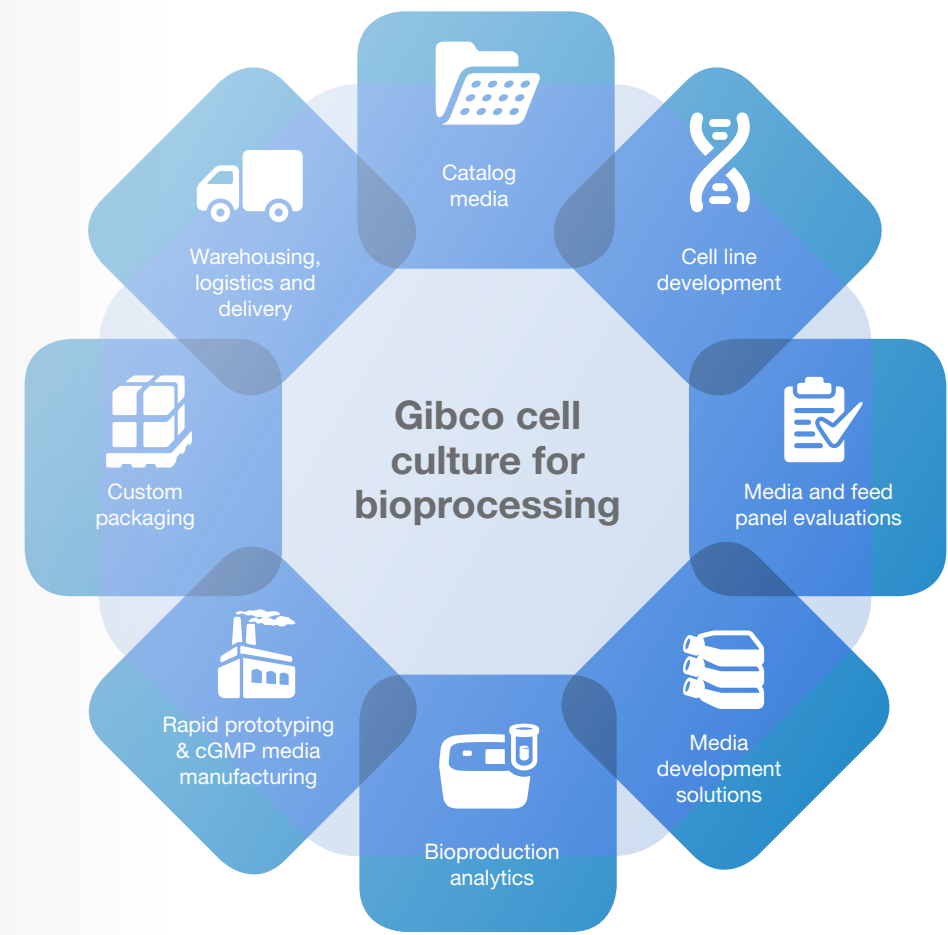 Catalog
media
Cell line
development
Media and feed
panel evaluations
Media
development
solutions
Bioproduction
analytics
Rapid prototyping
& cGMP media
manufacturing
Custom
packaging
Warehousing,
logistics and
delivery
Gibco cell
culture for
bioprocessing